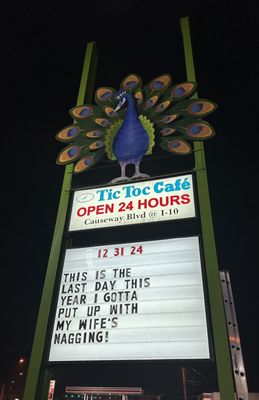 Tic Toc Café
OPEN 24 HOURS
Causeway Blvd @ I-10
12 31 24
THIS IS THE
LAST DAY THIS
YEAR I GOTTA
PUT UP WITH
MY WIFE'S
NAGGING!